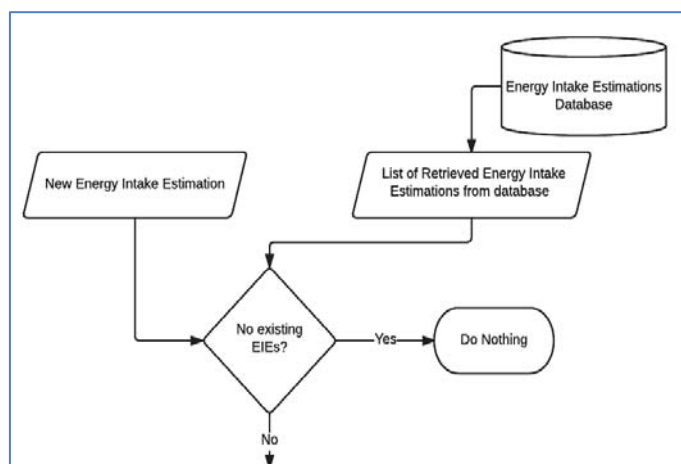 Energy Intake Estimations
Database
New Energy Intake Estimation
List of Retrieved Energy Intake
Estimations from database
No existing
EIEs?
Yes
Do Nothing
No